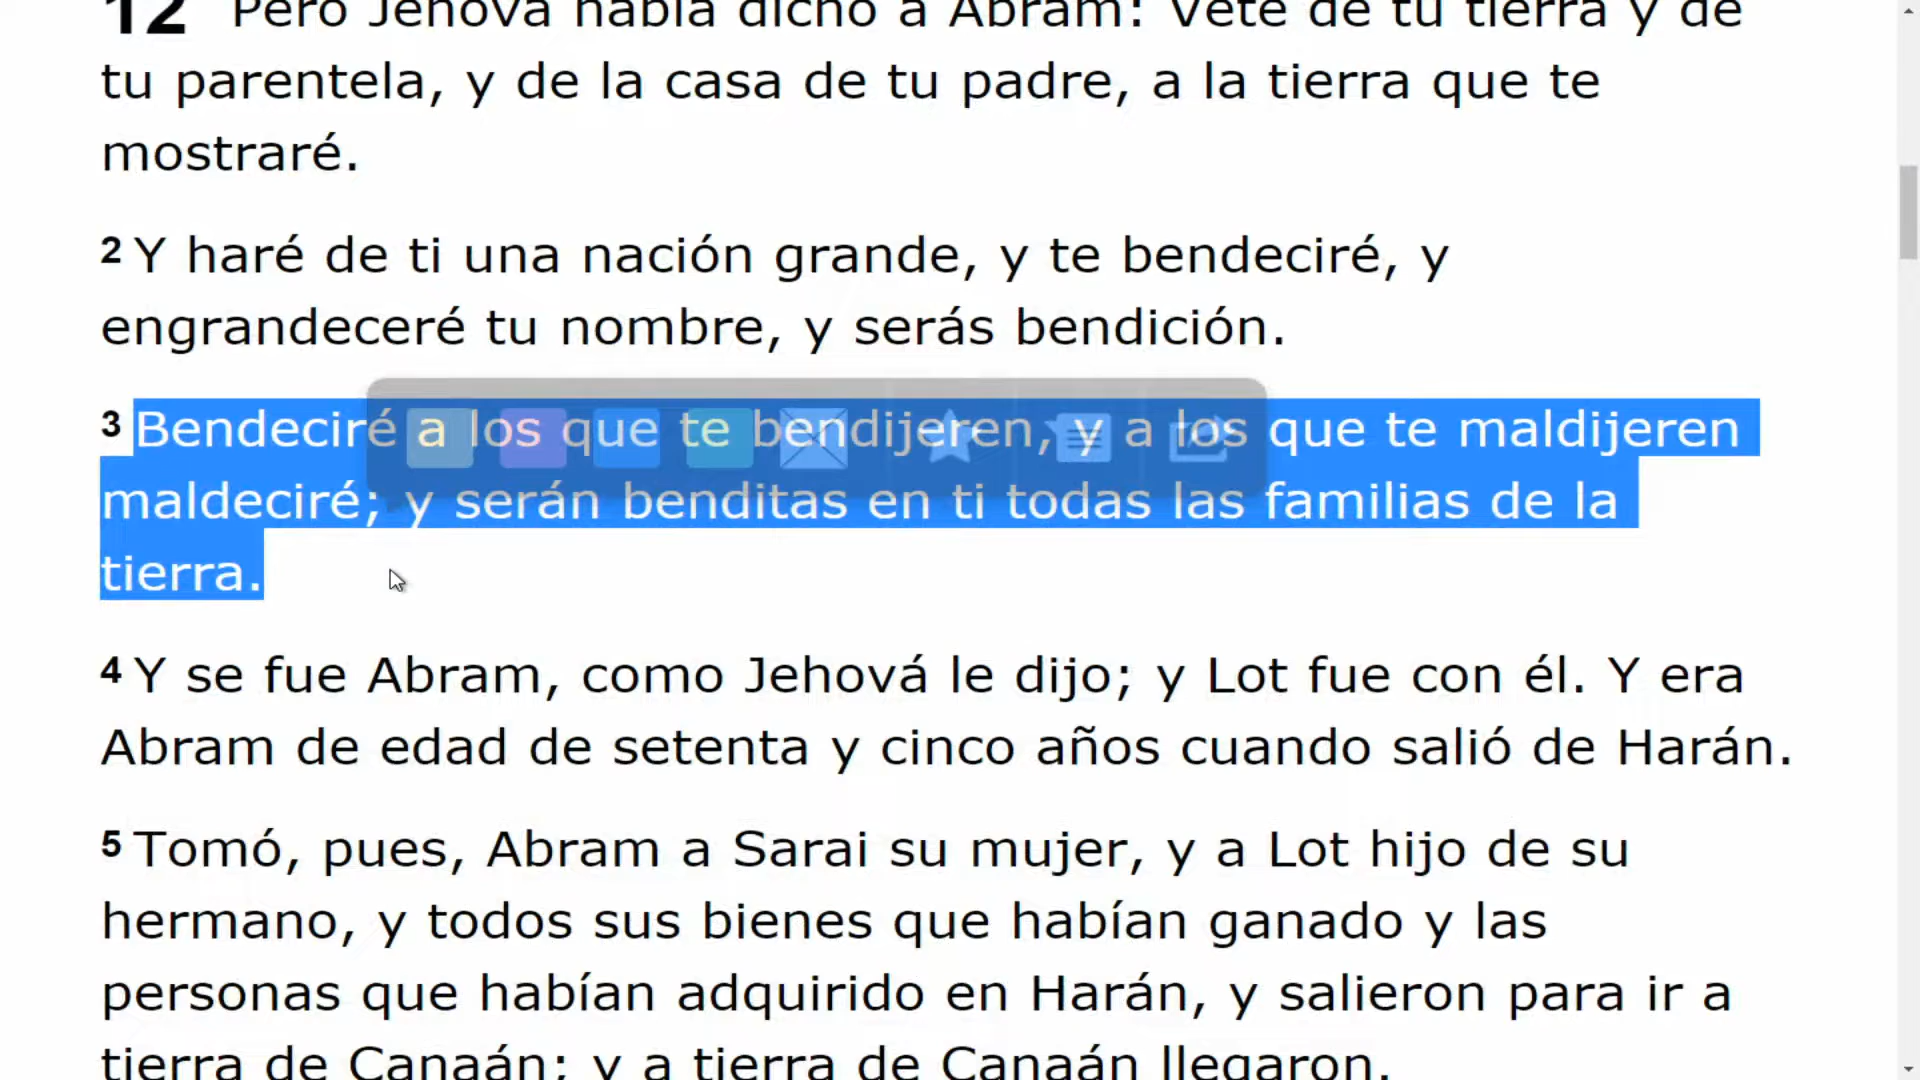 12 Pero Jehová había dicho a Abram: Vete de tu tierra y de
tu parentela, y de la casa de tu padre, a la tierra que te
mostraré.
2 Y haré de ti una nación grande, y te bendeciré, y
engrandeceré tu nombre, y serás bendición.
3 Bendeciré a los que te bendijeren, y a los que te maldijeren
maldeciré; y serán benditas en ti todas las familias de la
tierra.
4 Y se fue Abram, como Jehová le dijo; y Lot fue con él. Y era
Abram de edad de setenta y cinco años cuando salió de Harán.
5 Tomó, pues, Abram a Sarai su mujer, y a Lot hijo de su
hermano, y todos sus bienes que habían ganado y las
personas que habían adquirido en Harán, y salieron para ir a
tierra de Canaán; y a tierra de Canaán llegaron.